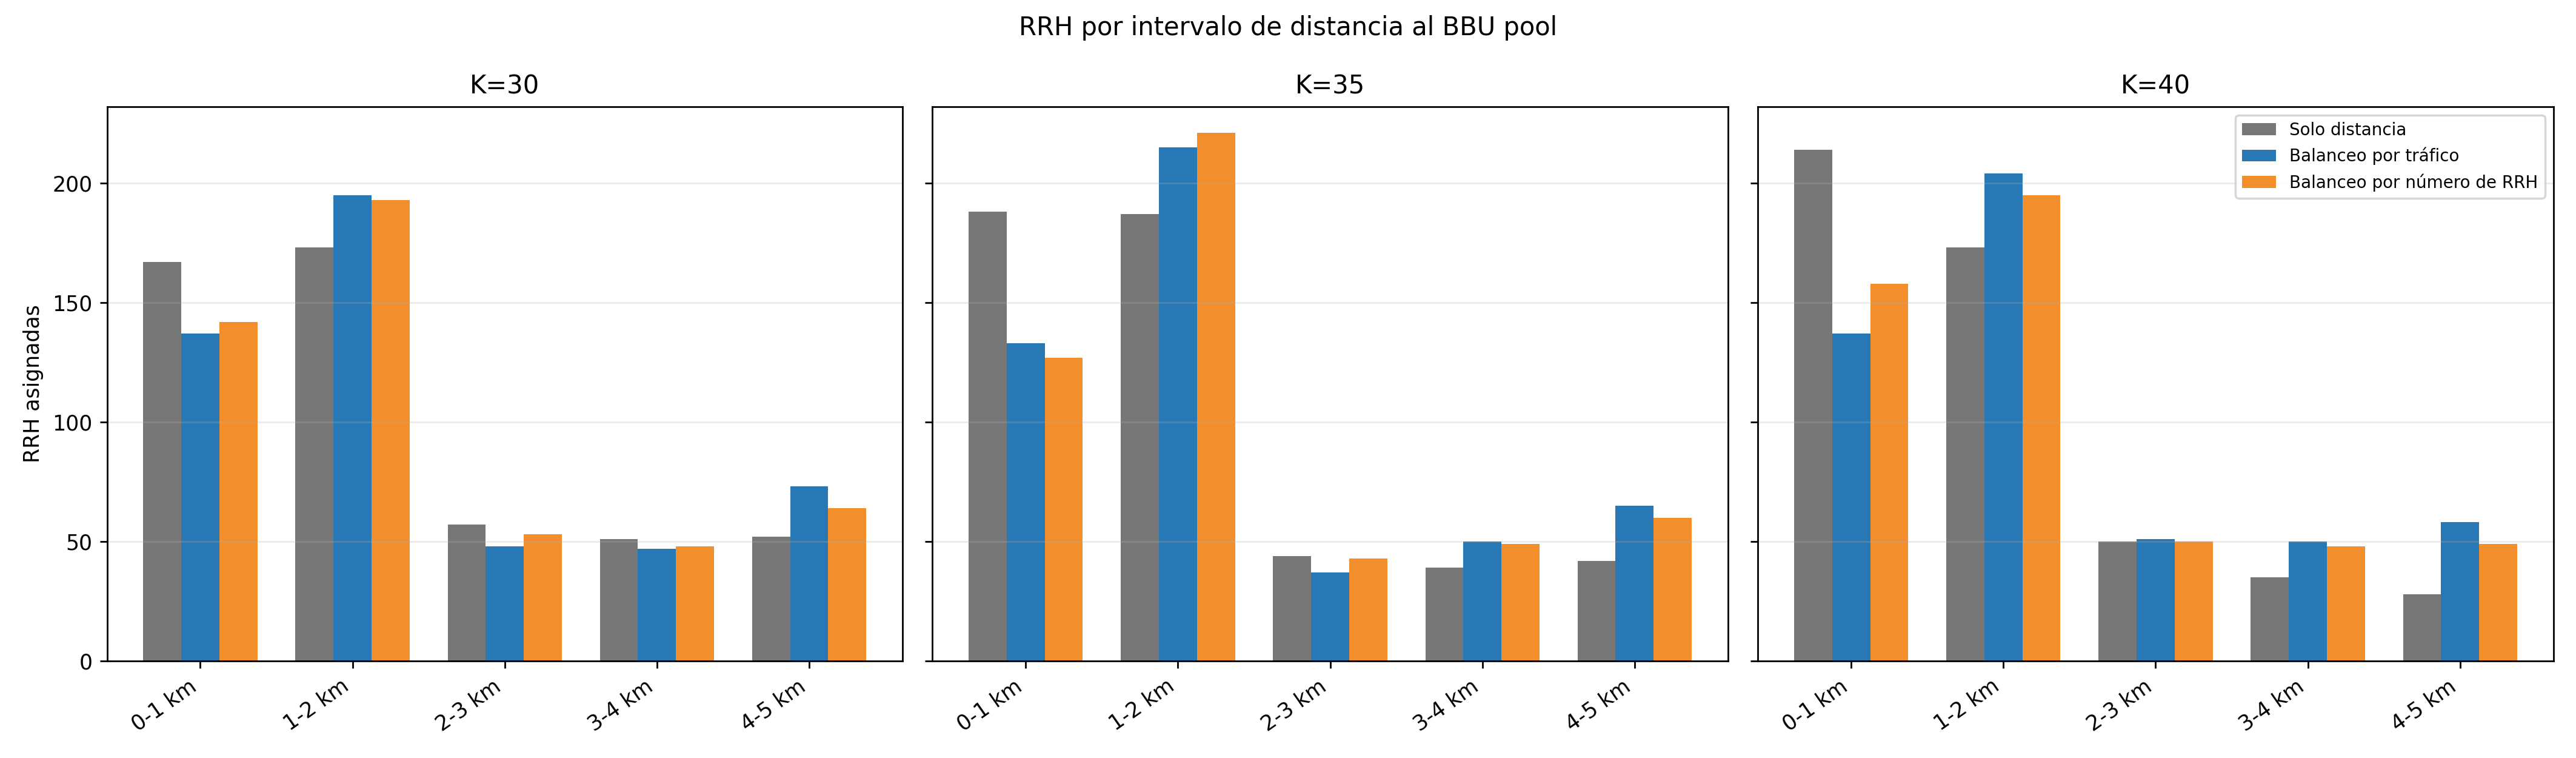 RRH por intervalo de distancia al BBU pool
K=30
K=35
K=40
Solo distancia
Balanceo por tráfico
Balanceo por número de RRH
RRH asignadas
200
150
100
50
0
0-1 km
1-2 km
2-3 km
3-4 km
4-5 km
0-1 km
1-2 km
2-3 km
3-4 km
4-5 km
0-1 km
1-2 km
2-3 km
3-4 km
4-5 km